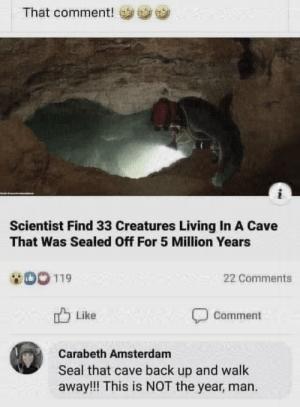 That comment! 🤣🤣🤣
Scientist Find 33 Creatures Living In A Cave
That Was Sealed Off For 5 Million Years
119
22 Comments
Like
Comment
Carabeth Amsterdam
Seal that cave back up and walk
away!!! This is NOT the year, man.